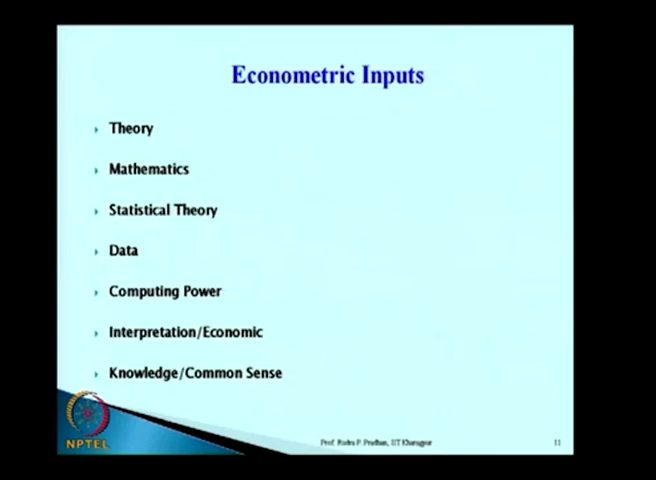 Econometric Inputs
Theory
Mathematics
Statistical Theory
Data
Computing Power
Interpretation/Economic
Knowledge/Common Sense
NPTEL
Prof. Rudra P. Pradhan, IIT Kharagpur
11